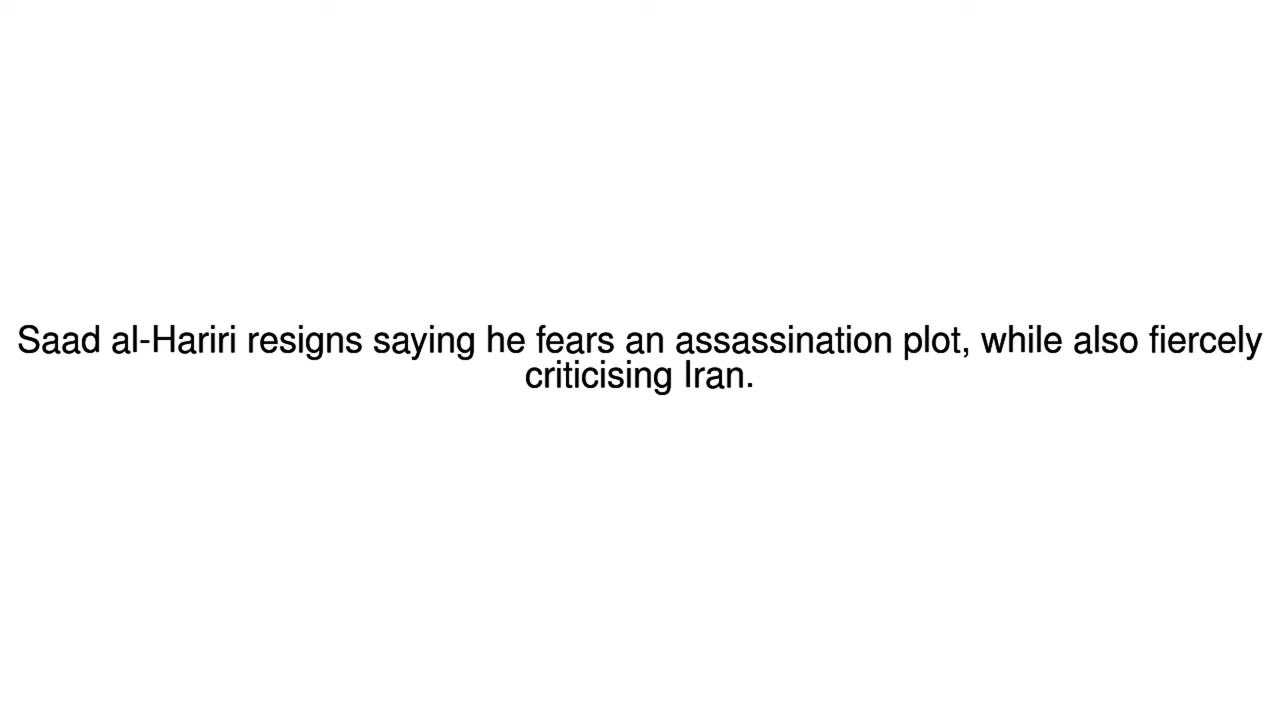 Saad al-Hariri resigns saying he fears an assassination plot, while also fiercely
criticising Iran.